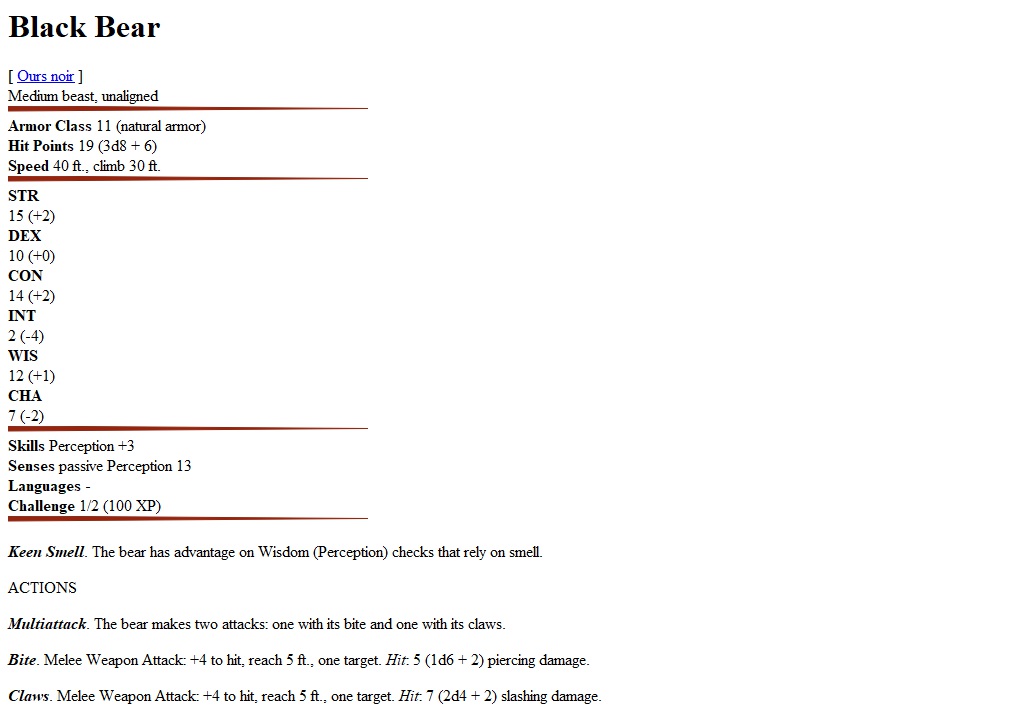 Black Bear
[ Ours noir ]
Medium beast, unaligned
Armor Class 11 (natural armor)
Hit Points 19 (3d8 + 6)
Speed 40 ft., climb 30 ft.
STR
15 (+2)
DEX
10 (+0)
CON
14 (+2)
INT
2 (-4)
WIS
12 (+1)
CHA
7 (-2)
Skills Perception +3
Senses passive Perception 13
Languages -
Challenge 1/2 (100 XP)
Keen Smell. The bear has advantage on Wisdom (Perception) checks that rely on smell.
ACTIONS
Multiattack. The bear makes two attacks: one with its bite and one with its claws.
Bite. Melee Weapon Attack: +4 to hit, reach 5 ft., one target. Hit: 5 (1d6 + 2) piercing damage.
Claws. Melee Weapon Attack: +4 to hit, reach 5 ft., one target. Hit: 7 (2d4 + 2) slashing damage.